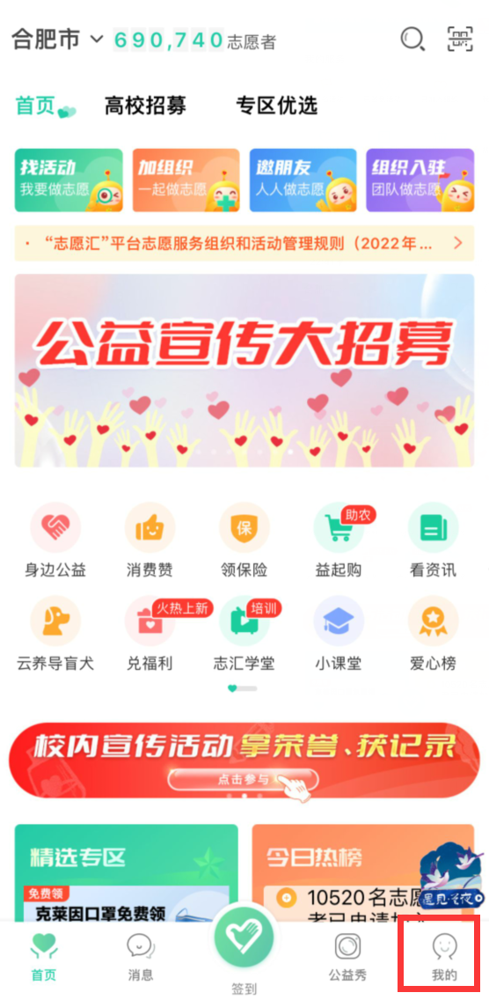 合肥市 690,740志愿者
首页 高校招募 专区优选
找活动 加组织 邀朋友 组织入驻
我要做志愿 一起做志愿 人人做志愿 团队做志愿
· “志愿汇”平台志愿服务组织和活动管理规则（2022年...
公益宣传大招募
保 助农
身边公益 消费赞 领保险 益起购 看资讯
火热上新 培训
云养导盲犬 兑福利 志汇学堂 小课堂 爱心榜
校内宣传活动 拿荣誉、获记录
点击参与
精选专区 今日热榜
免费领
克莱因口罩免费领 10520名志愿
者已申请
首页 消息 签到 公益秀 我的